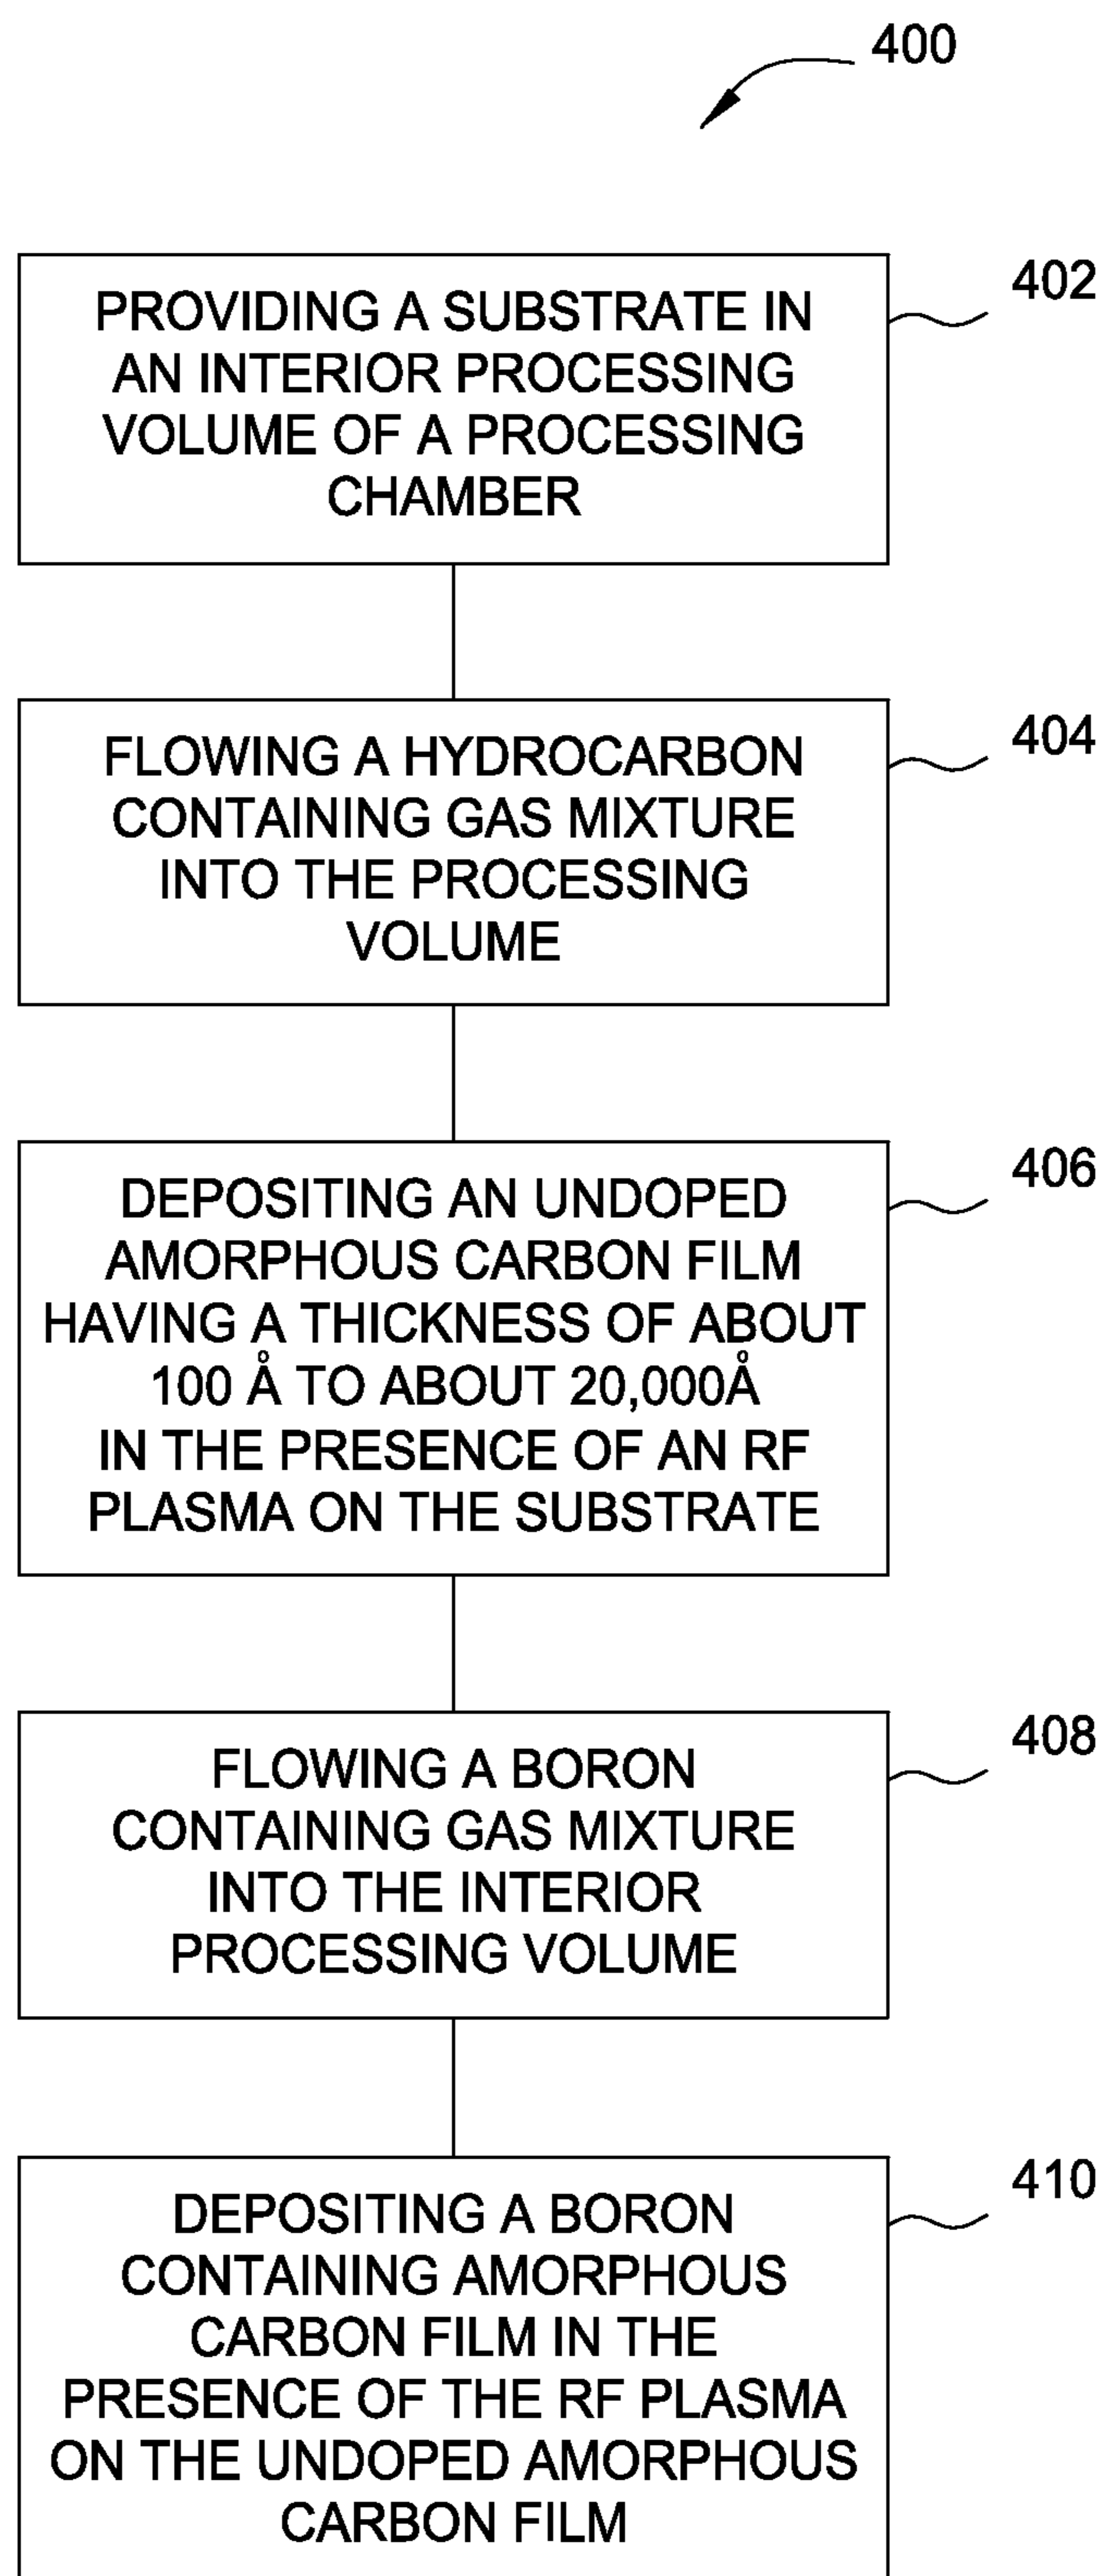 400
402
PROVIDING A SUBSTRATE IN
AN INTERIOR PROCESSING
VOLUME OF A PROCESSING
CHAMBER
404
FLOWING A HYDROCARBON
CONTAINING GAS MIXTURE
INTO THE PROCESSING
VOLUME
406
DEPOSITING AN UNDOPED
AMORPHOUS CARBON FILM
HAVING A THICKNESS OF ABOUT
100 Å TO ABOUT 20,000Å
IN THE PRESENCE OF AN RF
PLASMA ON THE SUBSTRATE
408
FLOWING A BORON
CONTAINING GAS MIXTURE
INTO THE INTERIOR
PROCESSING VOLUME
410
DEPOSITING A BORON
CONTAINING AMORPHOUS
CARBON FILM IN THE
PRESENCE OF THE RF PLASMA
ON THE UNDOPED AMORPHOUS
CARBON FILM